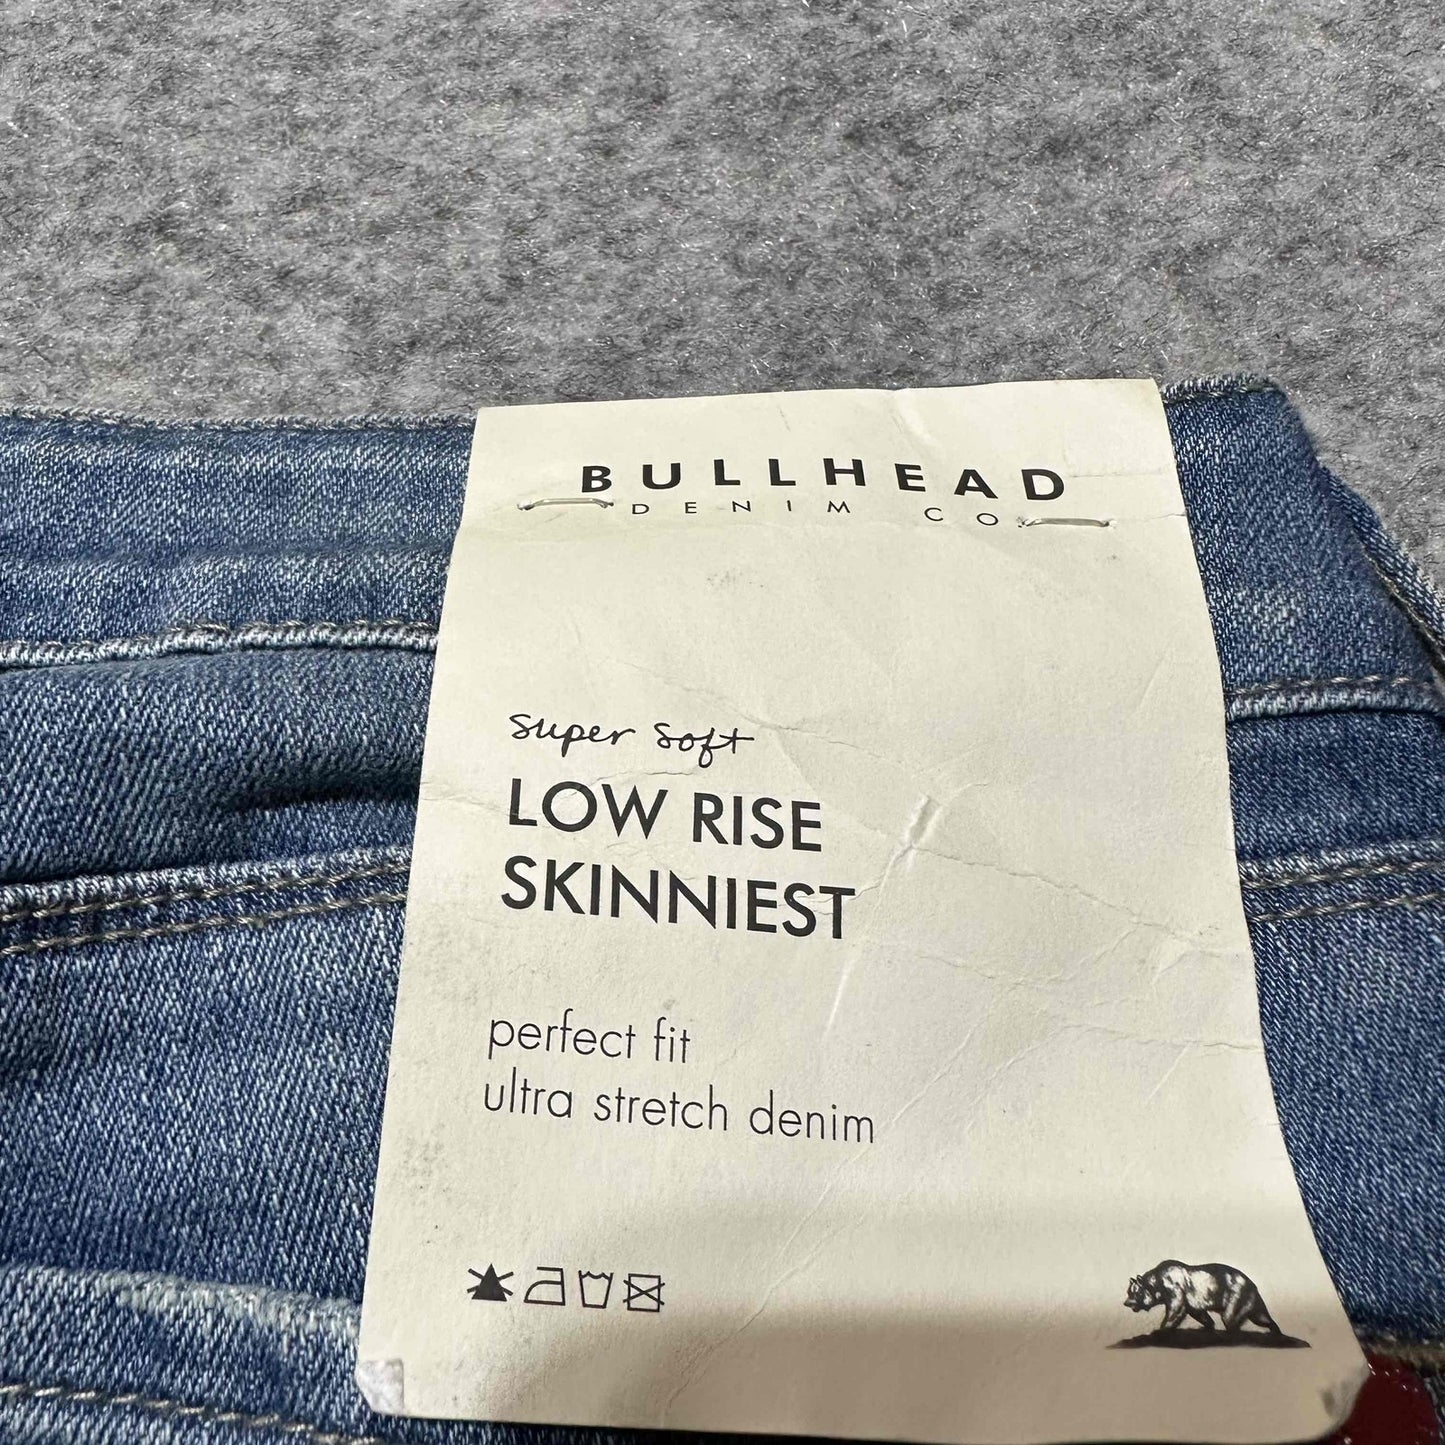 BULLHEAD
DENIM CO.
super soft
LOW RISE
SKINNIEST
perfect fit
ultra stretch denim